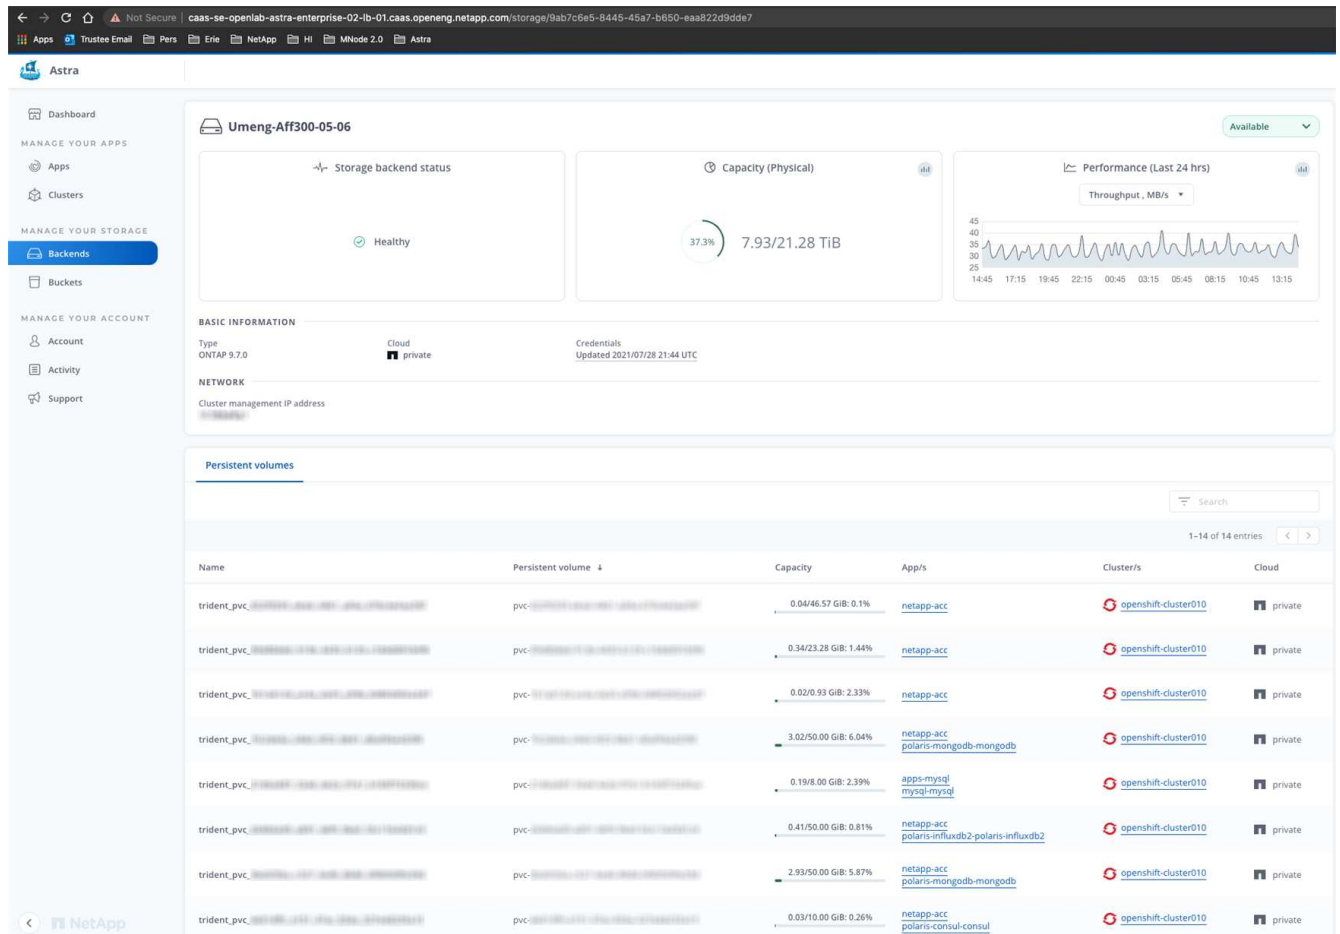 Not Secure | caas-se-openlab-astra-enterprise-02-lb-01.caas.openeng.netapp.com/storage/9ab7c6e5-8445-45a7-b650-eaa822d9dde7
Apps Trustee Email Pers Erie NetApp HI MNode 2.0 Astra
Astra
Dashboard
MANAGE YOUR APPS
Apps
Clusters
MANAGE YOUR STORAGE
Backends
Buckets
MANAGE YOUR ACCOUNT
Account
Activity
Support
NetApp
Umeng-Aff300-05-06
Available
Storage backend status
Healthy
Capacity (Physical)
37.3%
7.93/21.28 TiB
Performance (Last 24 hrs)
Throughput , MB/s
45
40
35
30
25
14:45 17:15 19:45 22:15 00:45 03:15 05:45 08:15 10:45 13:15
BASIC INFORMATION
Type Cloud Credentials
ONTAP 9.7.0 private Updated 2021/07/28 21:44 UTC
NETWORK
Cluster management IP address
Persistent volumes
Search
1–14 of 14 entries
Name Persistent volume Capacity App/s Cluster/s Cloud
trident_pvc_ pvc- 0.04/46.57 GiB: 0.1% netapp-acc openshift-cluster010 private
trident_pvc_ pvc- 0.34/23.28 GiB: 1.44% netapp-acc openshift-cluster010 private
trident_pvc_ pvc- 0.02/0.93 GiB: 2.33% netapp-acc openshift-cluster010 private
trident_pvc_ pvc- 3.02/50.00 GiB: 6.04% netapp-acc openshift-cluster010 private
polaris-mongodb-mongodb
trident_pvc_ pvc- 0.19/8.00 GiB: 2.39% apps-mysql openshift-cluster010 private
mysql-mysql
trident_pvc_ pvc- 0.41/50.00 GiB: 0.81% netapp-acc openshift-cluster010 private
polaris-influxdb2-polaris-influxdb2
trident_pvc_ pvc- 2.93/50.00 GiB: 5.87% netapp-acc openshift-cluster010 private
polaris-mongodb-mongodb
trident_pvc_ pvc- 0.03/10.00 GiB: 0.26% netapp-acc openshift-cluster010 private
polaris-consul-consul